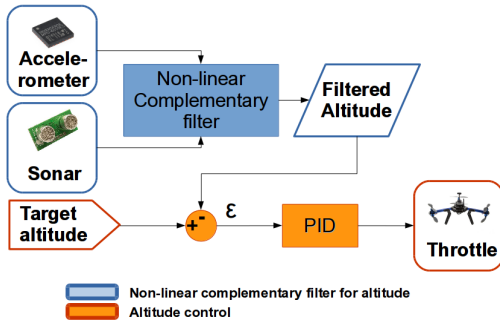 Accele-
rometer
Non-linear
Complementary
filter
Filtered
Altitude
Sonar
Target
altitude
+
-
ε
PID
Throttle
Non-linear complementary filter for altitude
Altitude control